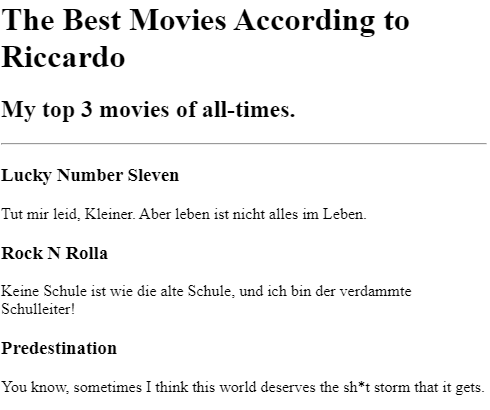 The Best Movies According to
Riccardo
My top 3 movies of all-times.
Lucky Number Sleven
Tut mir leid, Kleiner. Aber leben ist nicht alles im Leben.
Rock N Rolla
Keine Schule ist wie die alte Schule, und ich bin der verdammte
Schulleiter!
Predestination
You know, sometimes I think this world deserves the sh*t storm that it gets.